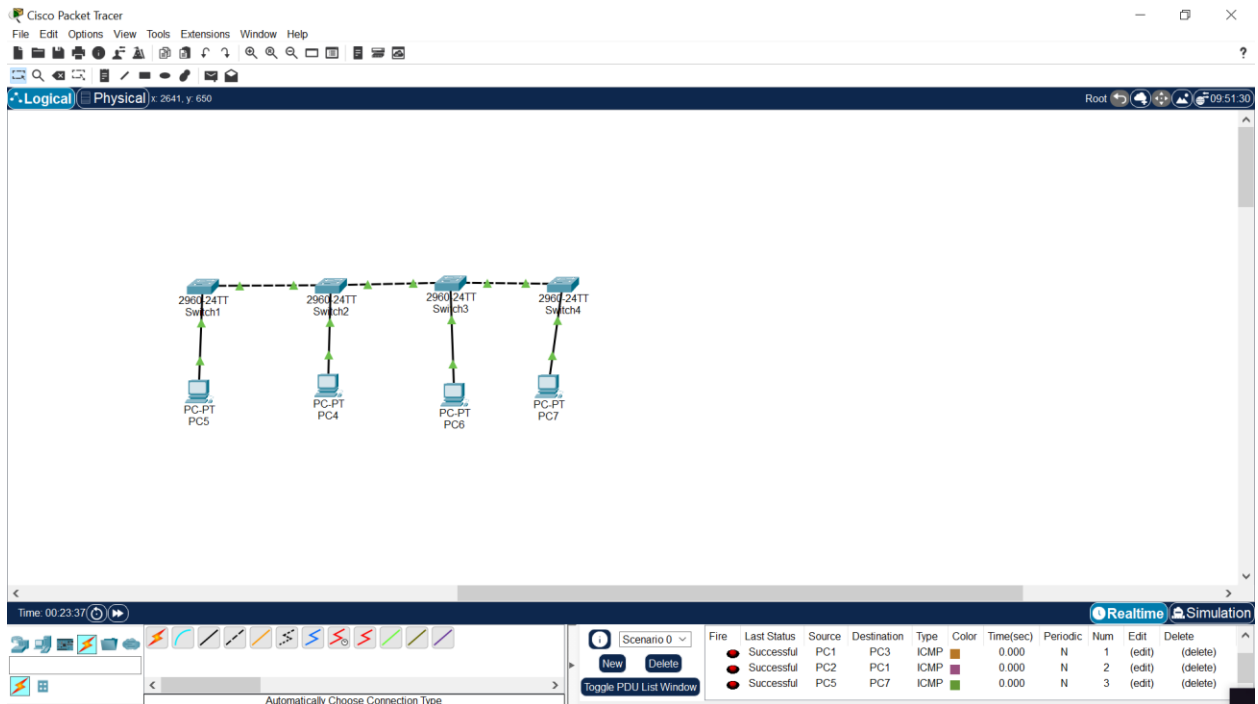 Cisco Packet Tracer
File Edit Options View Tools Extensions Window Help
?
Logical Physical x: 2641, y: 650 Root 09:51:30
2960-24TT 2960-24TT 2960-24TT 2960-24TT
Switch1 Switch2 Switch3 Switch4
PC-PT PC-PT PC-PT PC-PT
PC5 PC4 PC6 PC7
Time: 00:23:37 Realtime Simulation
Scenario 0 Fire Last Status Source Destination Type Color Time(sec) Periodic Num Edit Delete
Successful PC1 PC3 ICMP 0.000 N 1 (edit) (delete)
New Delete Successful PC2 PC1 ICMP 0.000 N 2 (edit) (delete)
Toggle PDU List Window Successful PC5 PC7 ICMP 0.000 N 3 (edit) (delete)
Automatically Choose Connection Type